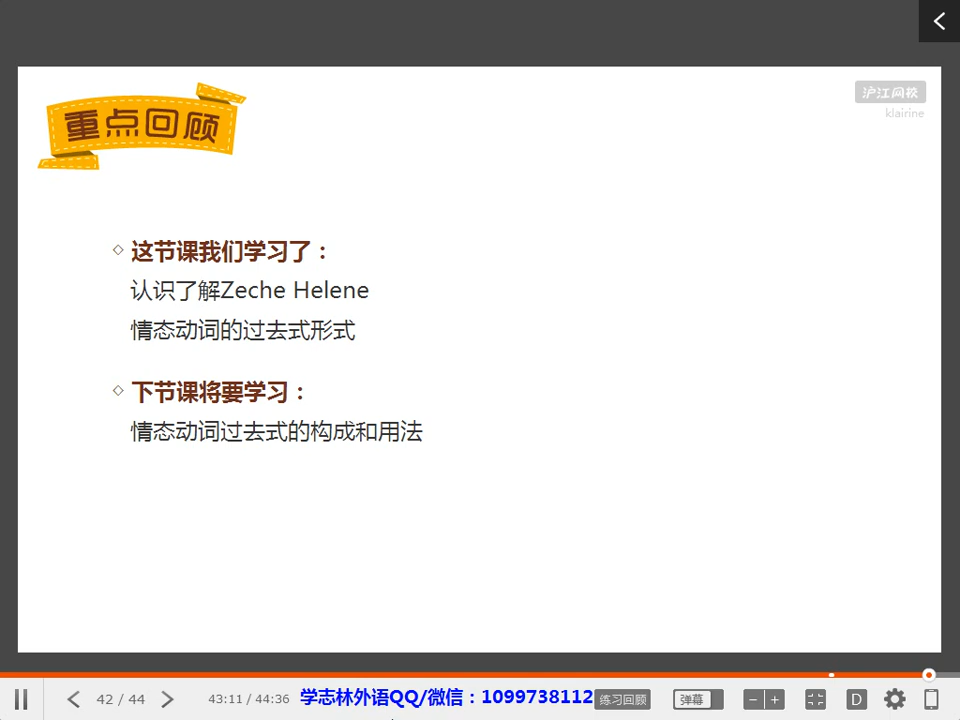 重点回顾
沪江网校
klairine
这节课我们学习了：
认识了解Zeche Helene
情态动词的过去式形式
下节课将要学习：
情态动词过去式的构成和用法
42 / 44
43:11 / 44:36
学志林外语QQ/微信：1099738112
练习回顾
弹幕
D